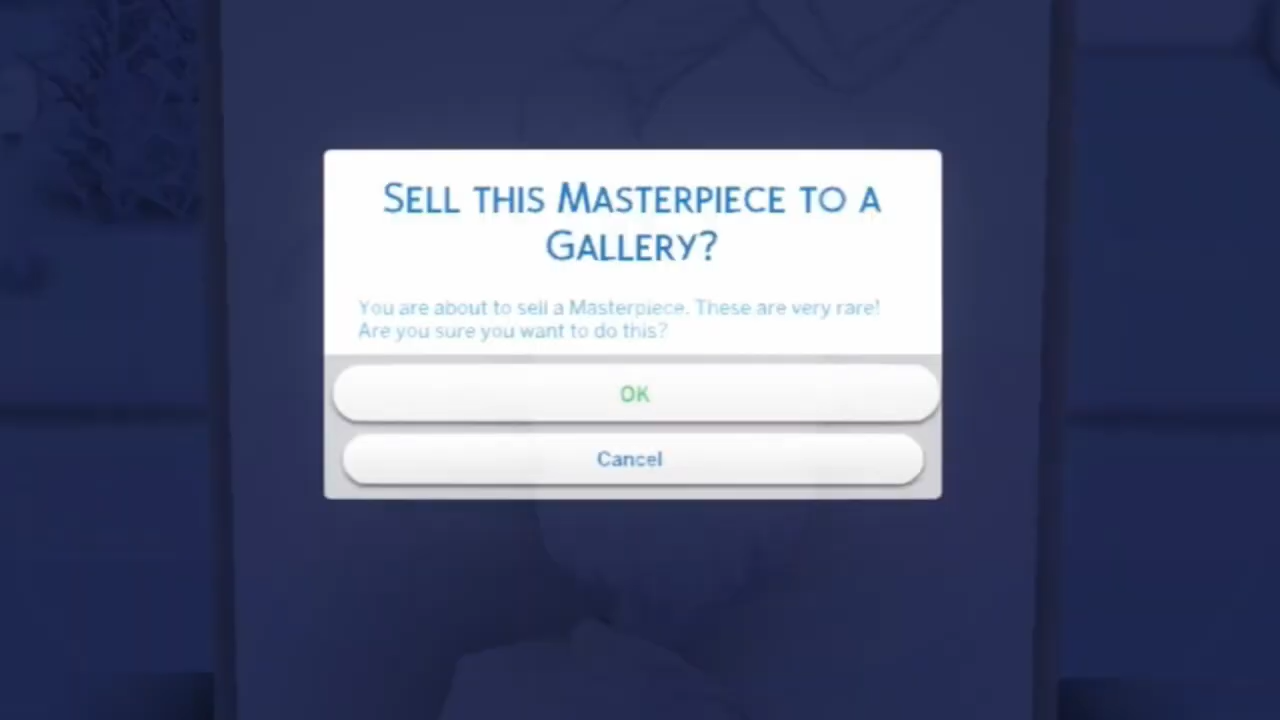 SELL THIS MASTERPIECE TO A
GALLERY?
You are about to sell a Masterpiece. These are very rare!
Are you sure you want to do this?
OK
Cancel